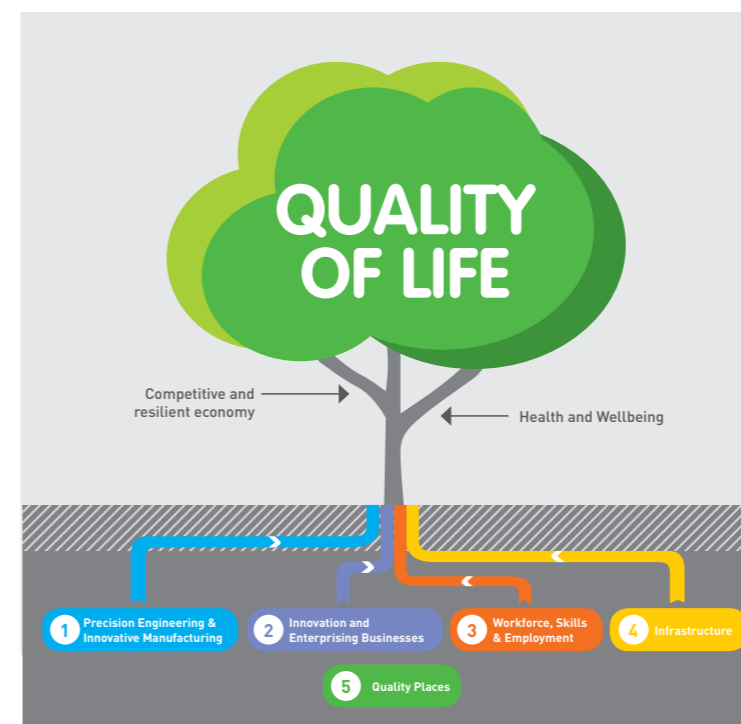 QUALITY
OF LIFE
Competitive and
resilient economy
Health and Wellbeing
1 Precision Engineering &
Innovative Manufacturing
2 Innovation and
Enterprising Businesses
3 Workforce, Skills
& Employment
4 Infrastructure
5 Quality Places